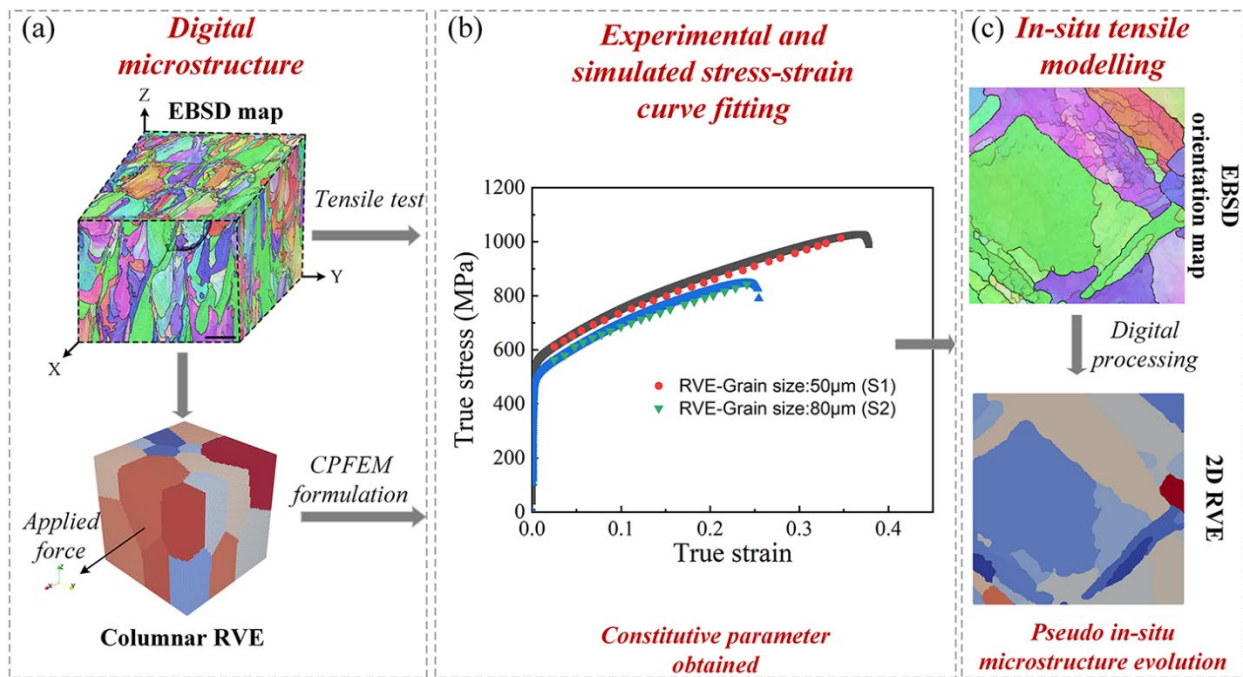 (a)
Digital
microstructure
EBSD map
Z
Y
X
Tensile test
CPFEM
formulation
Applied
force
z
x
y
Columnar RVE
(b)
Experimental and
simulated stress-strain
curve fitting
True stress (MPa)
1200
1000
800
600
400
200
0
0.0
0.1
0.2
0.3
0.4
True strain
RVE-Grain size:50μm (S1)
RVE-Grain size:80μm (S2)
Constitutive parameter
obtained
(c)
In-situ tensile
modelling
EBSD
orientation map
Digital
processing
2D RVE
Pseudo in-situ
microstructure evolution